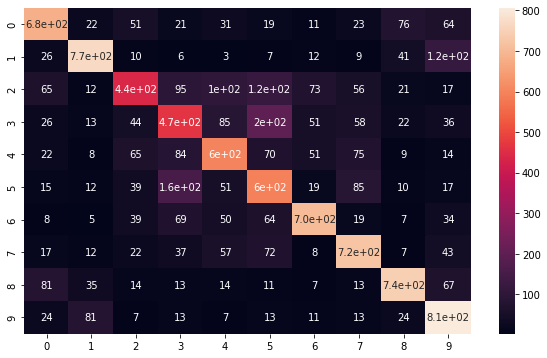 0 6.8e+02 22 51 21 31 19 11 23 76 64
1 26 7.7e+02 10 6 3 7 12 9 41 1.2e+02
2 65 12 4.4e+02 95 1e+02 1.2e+02 73 56 21 17
3 26 13 44 4.7e+02 85 2e+02 51 58 22 36
4 22 8 65 84 6e+02 70 51 75 9 14
5 15 12 39 1.6e+02 51 6e+02 19 85 10 17
6 8 5 39 69 50 64 7.0e+02 19 7 34
7 17 12 22 37 57 72 8 7.2e+02 7 43
8 81 35 14 13 14 11 7 13 7.4e+02 67
9 24 81 7 13 7 13 11 13 24 8.1e+02
0 1 2 3 4 5 6 7 8 9
800
700
600
500
400
300
200
100